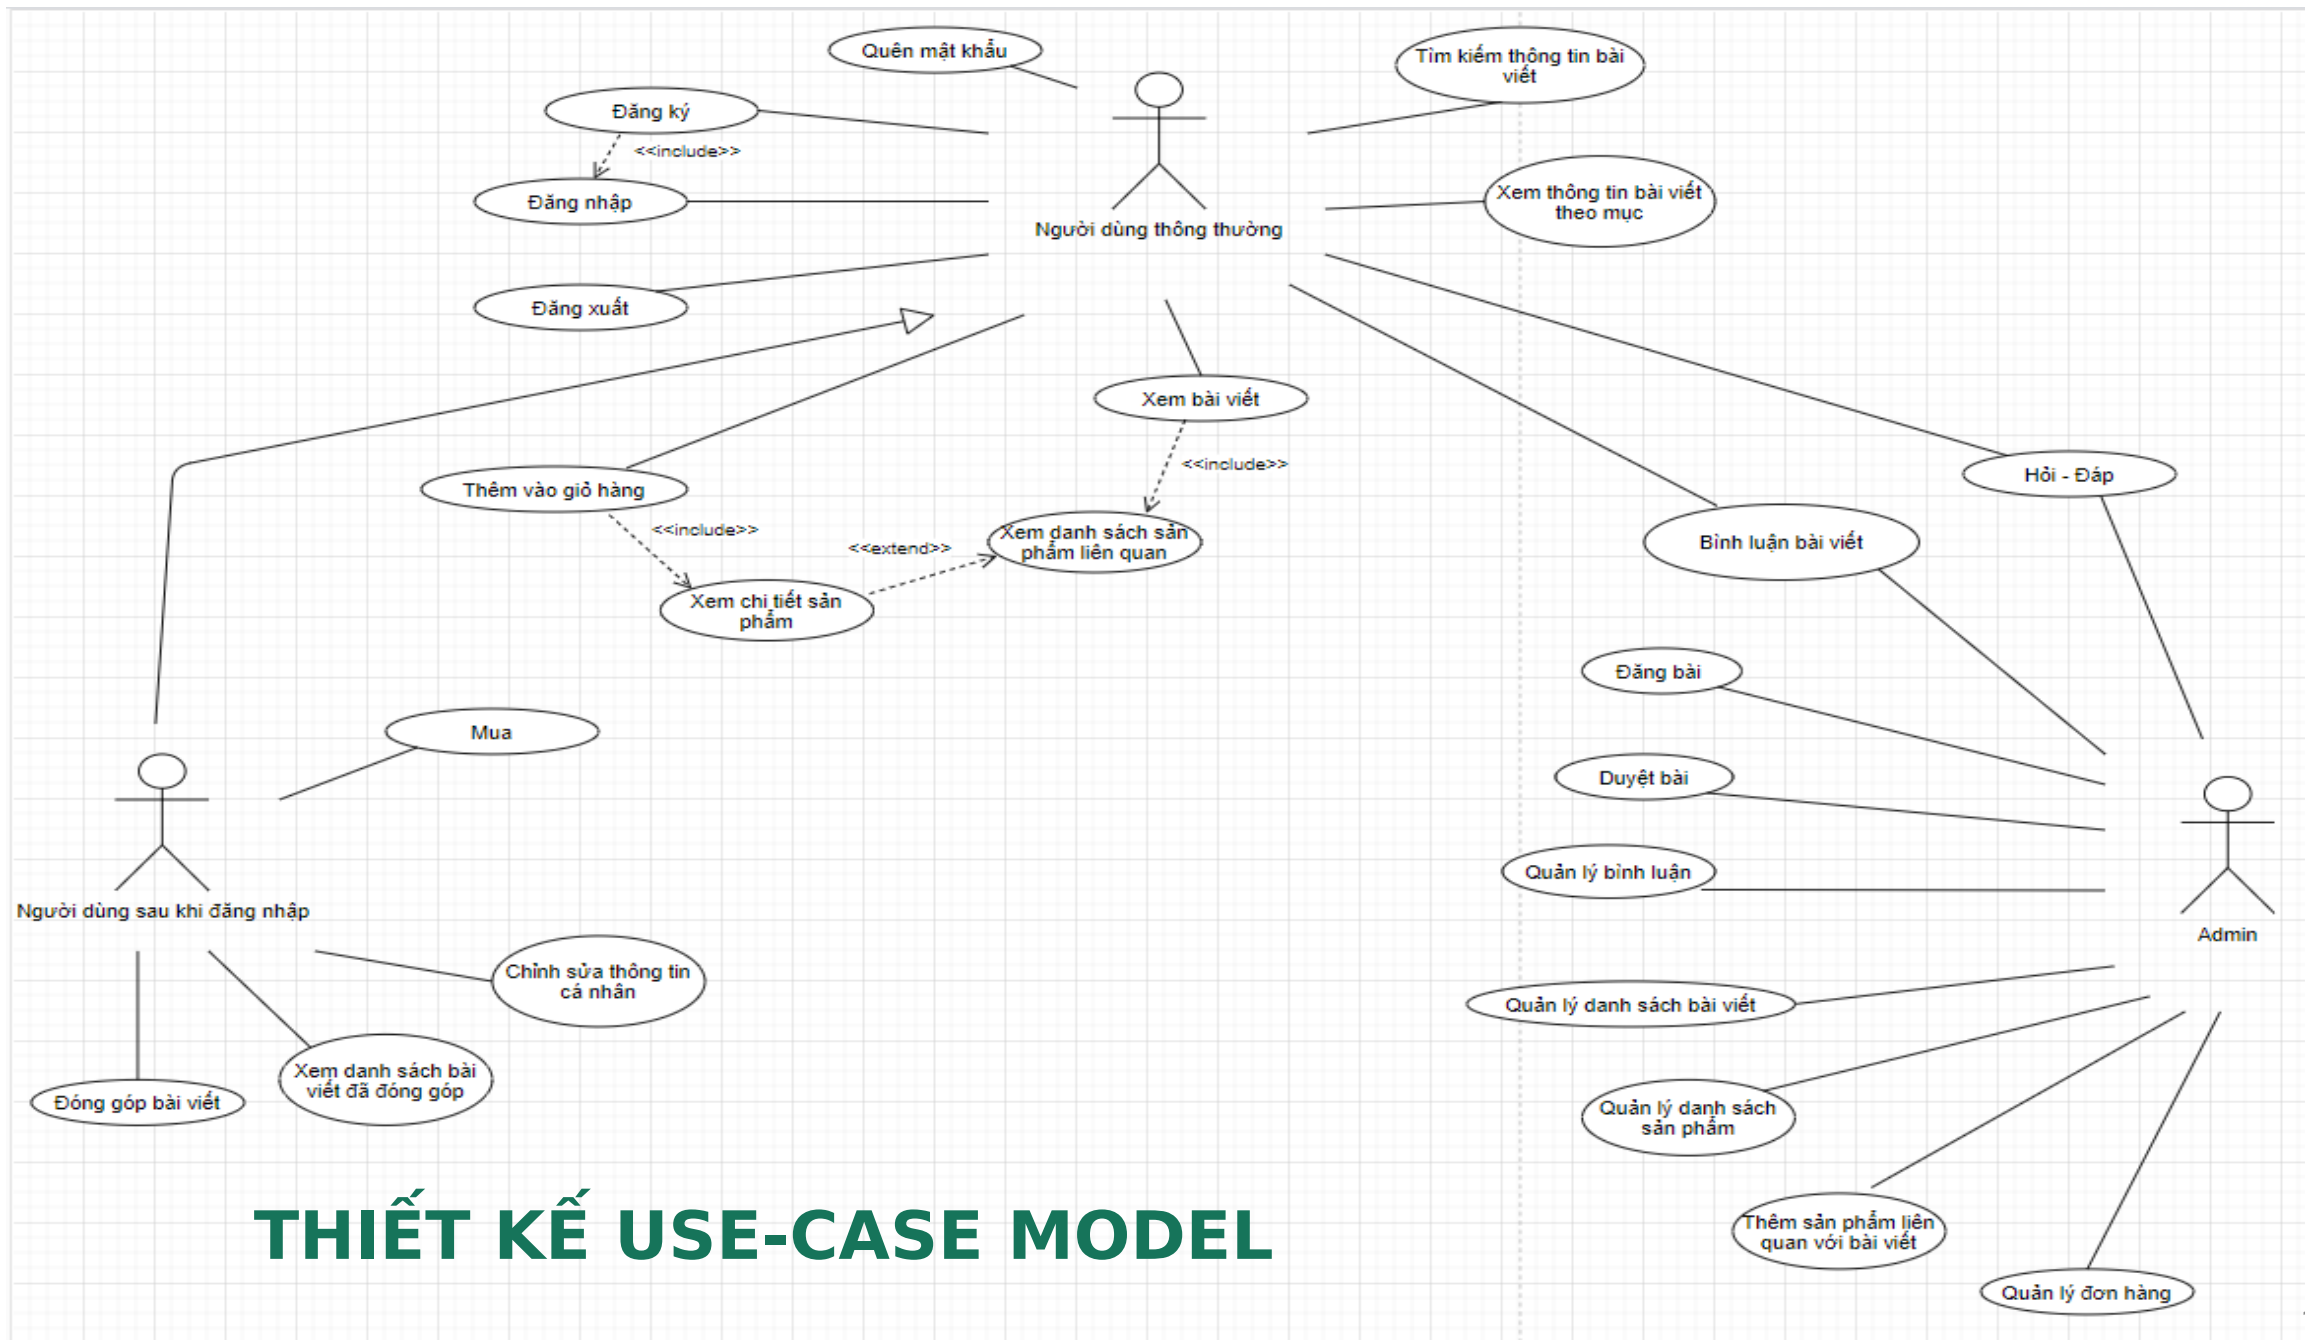 Quên mật khẩu
Tìm kiếm thông tin bài
viết
Đăng ký
<<include>>
Đăng nhập
Xem thông tin bài viết
theo mục
Người dùng thông thường
Đăng xuất
Xem bài viết
<<include>>
Thêm vào giỏ hàng
<<include>>
<<extend>>
Xem danh sách sản
phẩm liên quan
Xem chi tiết sản
phẩm
Hỏi - Đáp
Bình luận bài viết
Đăng bài
Mua
Duyệt bài
Quản lý bình luận
Người dùng sau khi đăng nhập
Admin
Chỉnh sửa thông tin
cá nhân
Quản lý danh sách bài viết
Xem danh sách bài
viết đã đóng góp
Đóng góp bài viết
Quản lý danh sách
sản phẩm
Thêm sản phẩm liên
quan với bài viết
Quản lý đơn hàng
THIẾT KẾ USE-CASE MODEL